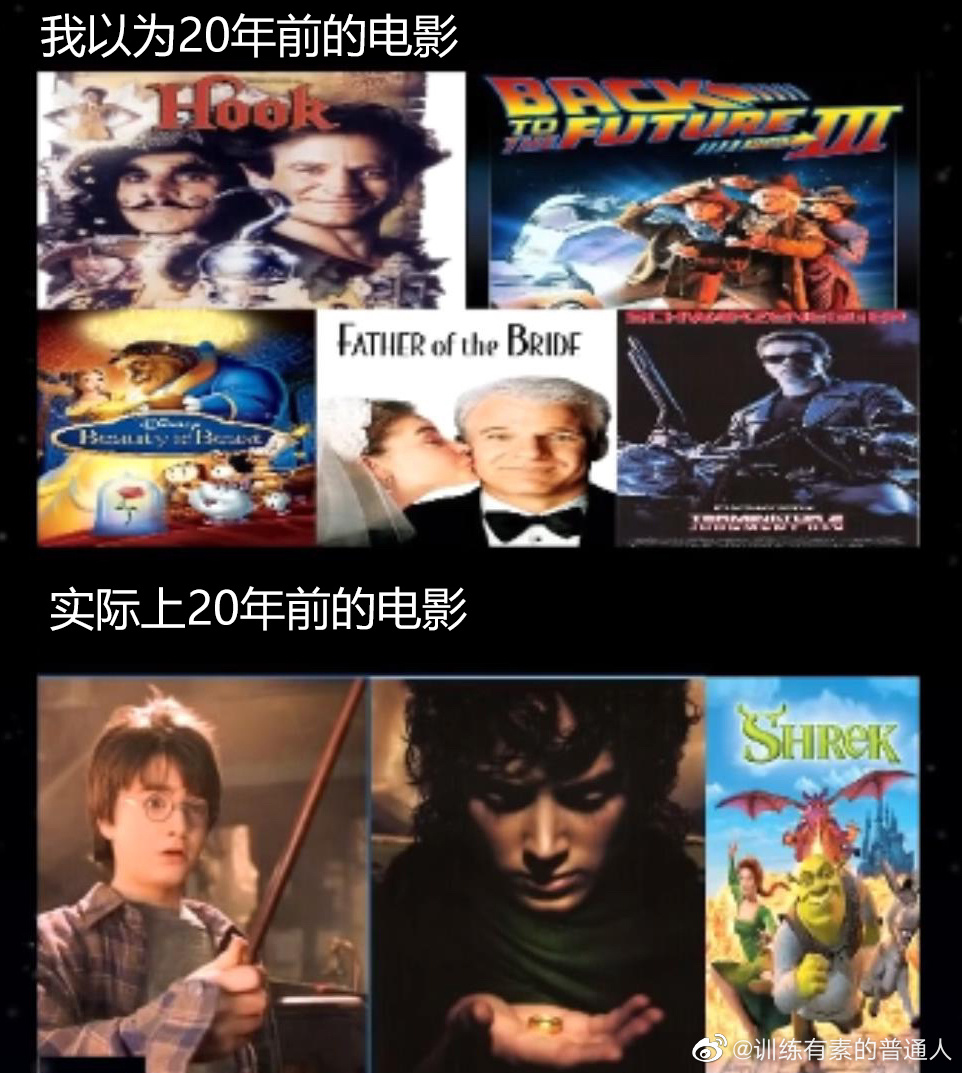 我以为20年前的电影
Hook
BACK
TO THE FUTURE III
Disney
Beauty and the Beast
FATHER of the BRIDE
SCHWARZENEGGER
实际上20年前的电影
SHREK
@训练有素的普通人